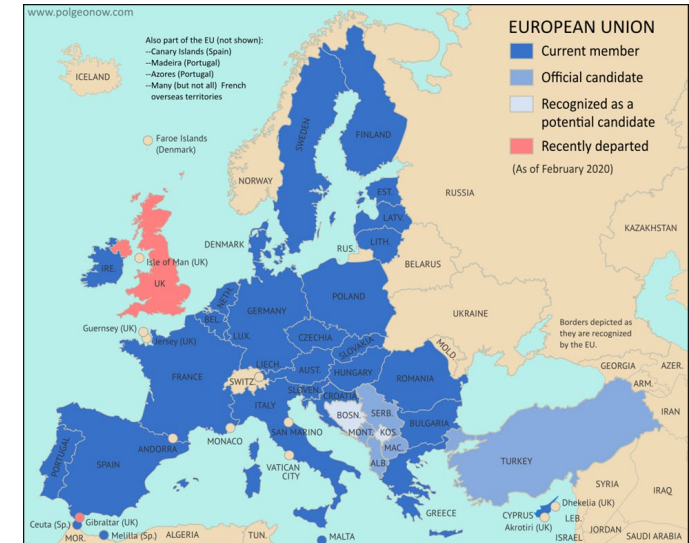 www.polgeonow.com
Also part of the EU (not shown):
--Canary Islands (Spain)
--Madeira (Portugal)
--Azores (Portugal)
--Many (but not all) French
overseas territories
EUROPEAN UNION
Current member
Official candidate
Recognized as a
potential candidate
Recently departed
(As of February 2020)
ICELAND
Faroe Islands
(Denmark)
SWEDEN
FINLAND
NORWAY
RUSSIA
EST.
LATV.
LITH.
RUS.
KAZAKHSTAN
DENMARK
BELARUS
Isle of Man (UK)
IRE.
UK
NETH.
POLAND
GERMANY
BEL.
UKRAINE
Guernsey (UK)
Jersey (UK)
LUX.
CZECHIA
SLOVAKIA
MOLD.
Borders depicted as
they are recognized
by the EU.
LIECH.
AUST.
HUNGARY
FRANCE
SWITZ.
ROMANIA
GEORGIA
AZER.
ARM.
SLOVEN.
CROATIA
ITALY
BOSN.
SERB.
IRAN
BULGARIA
SAN MARINO
MONT.
KOS.
MONACO
ANDORRA
MAC.
PORTUGAL
SPAIN
VATICAN
CITY
ALB.
TURKEY
SYRIA
IRAQ
GREECE
Dhekelia (UK)
CYPRUS
Akrotiri (UK)
LEB.
Ceuta (Sp.)
Gibraltar (UK)
MOR.
Melilla (Sp.)
ALGERIA
TUN.
MALTA
ISRAEL
JORDAN
SAUDI ARABIA